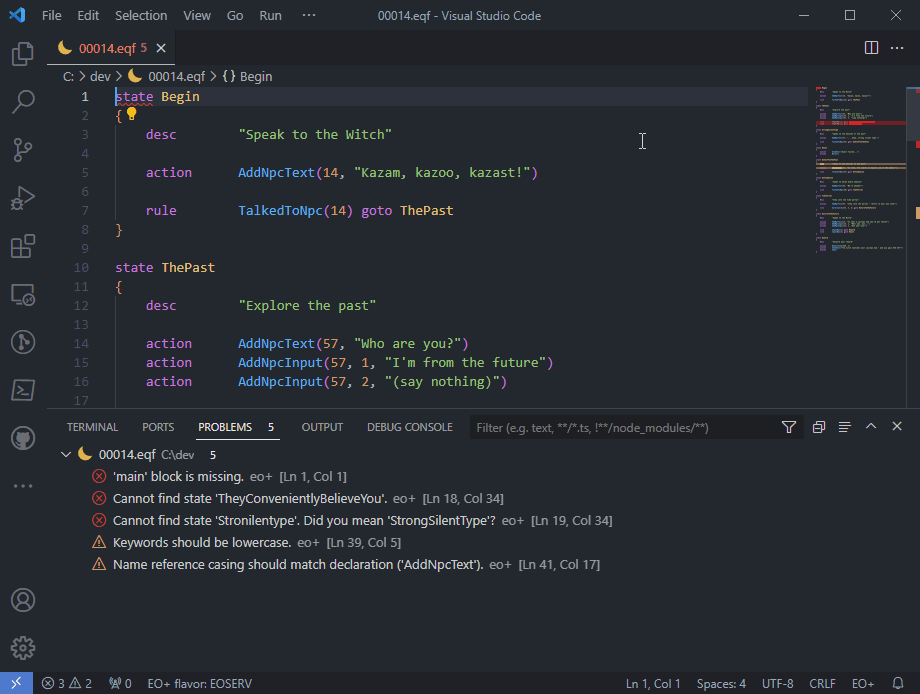 File Edit Selection View Go Run ··· 00014.eqf - Visual Studio Code
00014.eqf 5
C: > dev > 00014.eqf > {} Begin
1 state Begin
2 {
3 desc "Speak to the Witch"
4
5 action AddNpcText(14, "Kazam, kazoo, kazast!")
6
7 rule TalkedToNpc(14) goto ThePast
8 }
9
10 state ThePast
11 {
12 desc "Explore the past"
13
14 action AddNpcText(57, "Who are you?")
15 action AddNpcInput(57, 1, "I'm from the future")
16 action AddNpcInput(57, 2, "(say nothing)")
17
TERMINAL PORTS PROBLEMS 5 OUTPUT DEBUG CONSOLE Filter (e.g. text, **/*.ts, !**/node_modules/**)
00014.eqf C:\dev 5
'main' block is missing. eo+ [Ln 1, Col 1]
Cannot find state 'TheyConvenientlyBelieveYou'. eo+ [Ln 18, Col 34]
Cannot find state 'Stronilentype'. Did you mean 'StrongSilentType'? eo+ [Ln 19, Col 34]
Keywords should be lowercase. eo+ [Ln 39, Col 5]
Name reference casing should match declaration ('AddNpcText'). eo+ [Ln 41, Col 17]
3 2 0 EO+ flavor: EOSERV Ln 1, Col 1 Spaces: 4 UTF-8 CRLF EO+